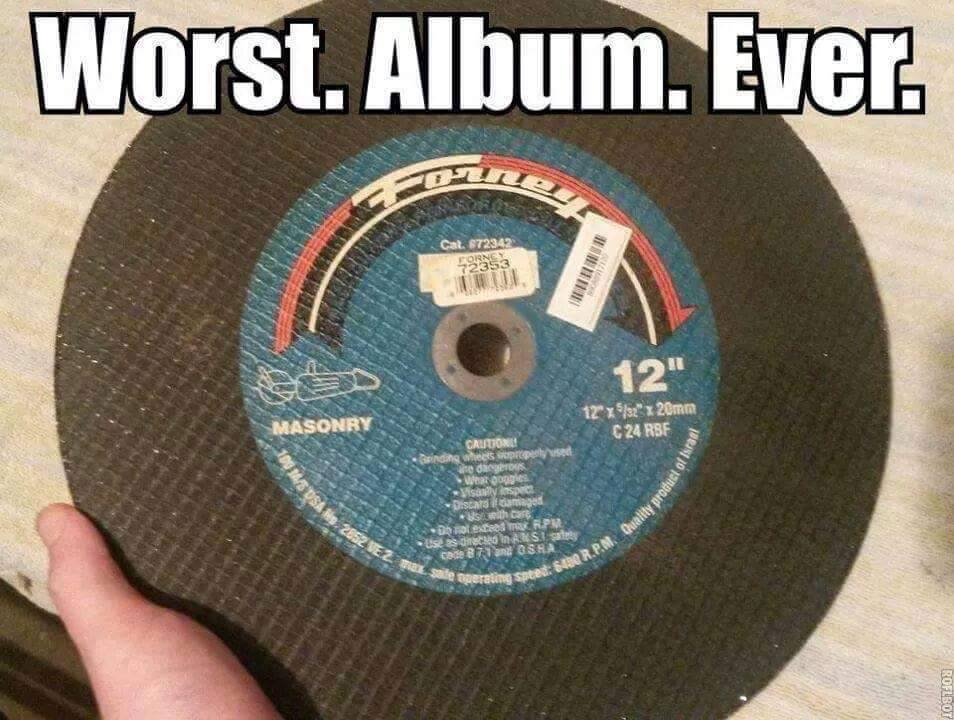 Worst. Album. Ever.
Forney
Cat. #72342
FORNEY
72353
12"
12" x 5/32" x 20mm
C 24 RBF
MASONRY
CAUTION!
• Grinding wheels improperly used
are dangerous.
• Wear goggles
• Visually inspect
• Discard if damaged
• Use with care
• Do not exceed max. R.P.M.
• Use as directed in A.N.S.I. safety
code B 7.1 and O.S.H.A.
max. safe operating speed: 6400 R.P.M.
Quality product of Israel
ROFLBOT